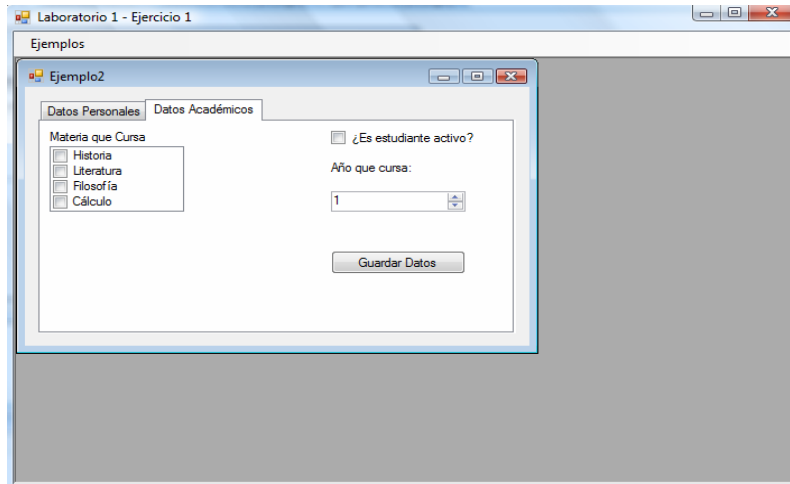 Laboratorio 1 - Ejercicio 1
Ejemplos
Ejemplo2
Datos Personales Datos Académicos
Materia que Cursa
Historia
Literatura
Filosofía
Cálculo
¿Es estudiante activo?
Año que cursa:
1
Guardar Datos